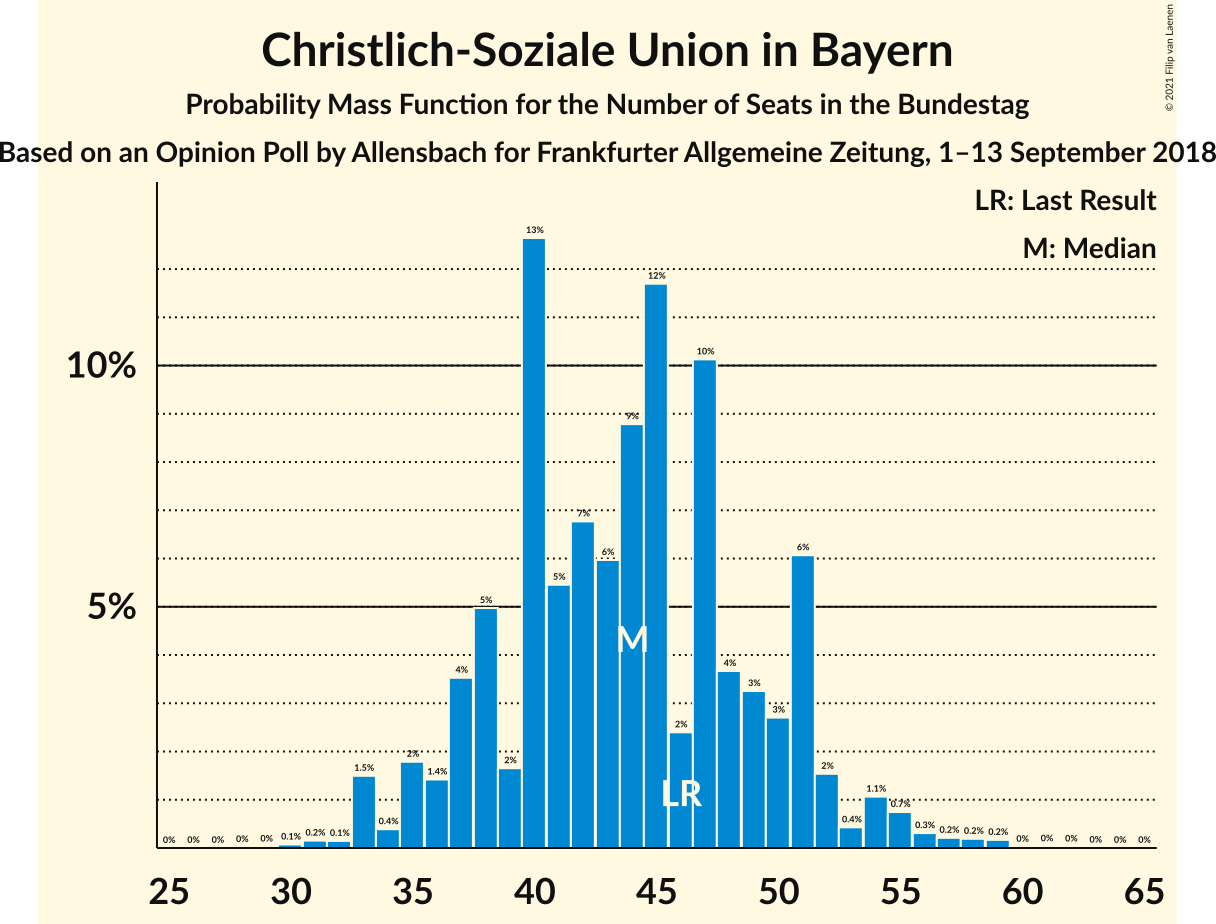 Christlich-Soziale Union in Bayern
Probability Mass Function for the Number of Seats in the Bundestag
Based on an Opinion Poll by Allensbach for Frankfurter Allgemeine Zeitung, 1–13 September 2018
© 2021 Filip van Laenen
LR: Last Result
M: Median
10%
5%
0% 0% 0% 0% 0% 0.1% 0.2% 0.1% 1.5% 0.4% 2% 1.4% 4% 5% 2% 13% 5% 7% 6% 9% 12% 2% 10% 4% 3% 3% 6% 2% 0.4% 1.1% 0.7% 0.3% 0.2% 0.2% 0.2% 0% 0% 0% 0% 0% 0%
M
LR
25 30 35 40 45 50 55 60 65